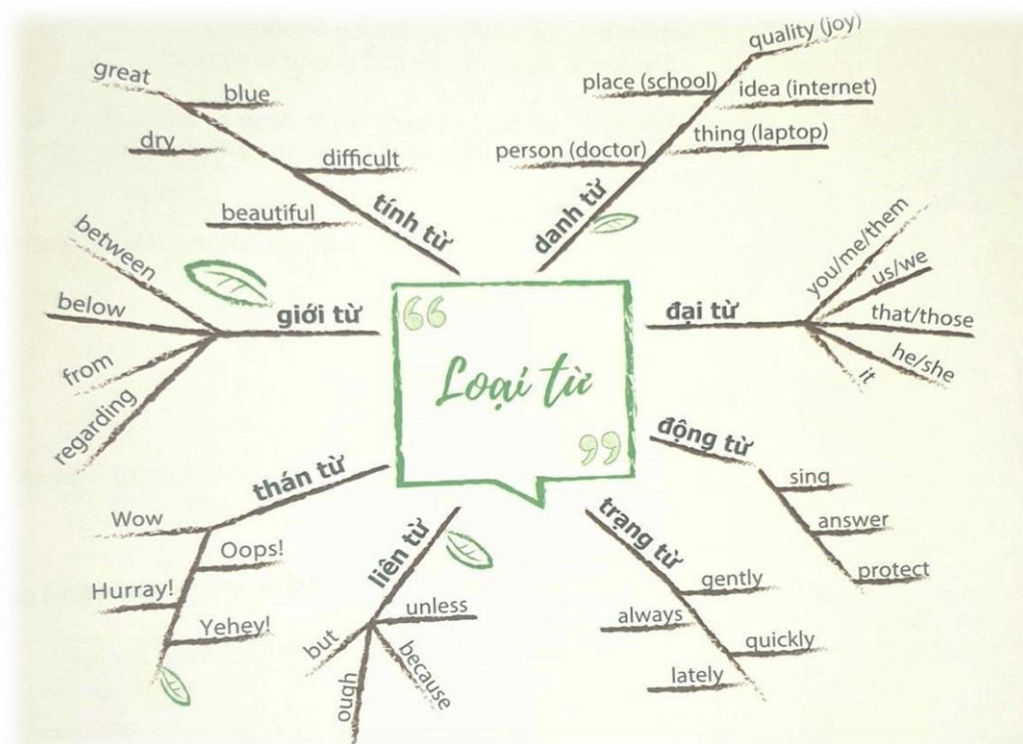 Loại từ
tính từ
great
blue
dry
difficult
beautiful
danh từ
quality (joy)
place (school)
idea (internet)
thing (laptop)
person (doctor)
đại từ
you/me/them
us/we
that/those
he/she
it
động từ
sing
answer
protect
trạng từ
gently
always
quickly
lately
liên từ
unless
but
because
ough
thán từ
Wow
Oops!
Hurray!
Yehey!
giới từ
between
below
from
regarding